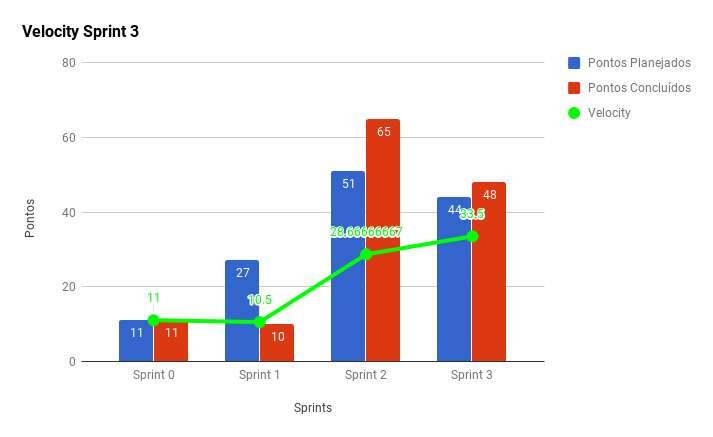 Velocity Sprint 3
80
60
40
20
0
Pontos
Pontos Planejados
Pontos Concluídos
Velocity
11
11
11
27
10.5
10
51
65
28.66666667
44
48
33.5
Sprint 0
Sprint 1
Sprint 2
Sprint 3
Sprints